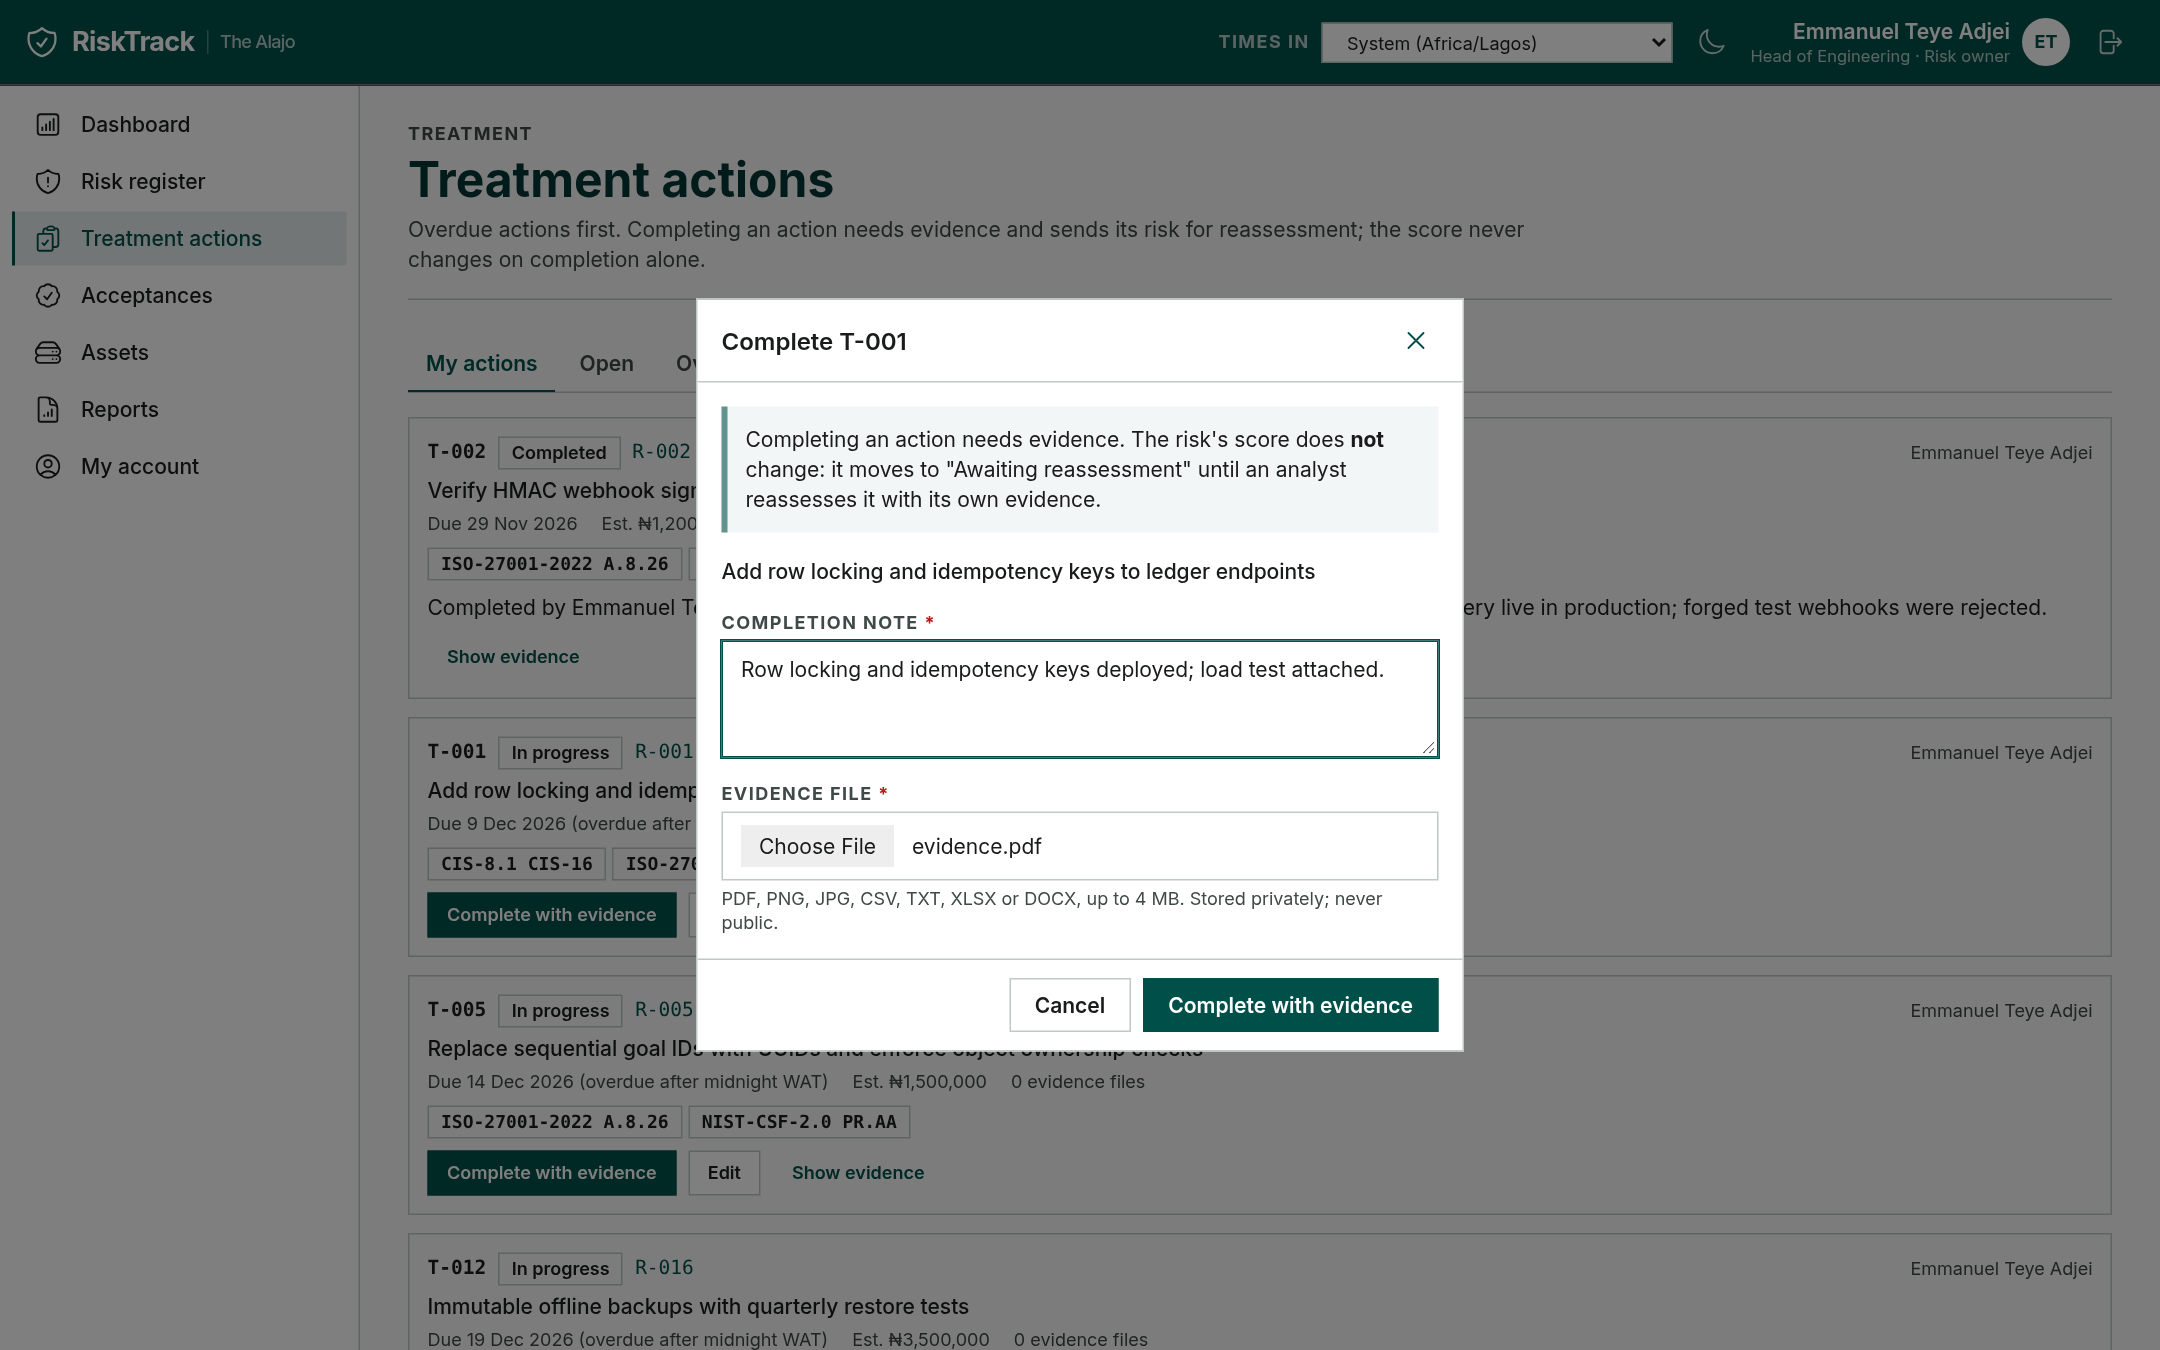 RiskTrack
The Alajo
TIMES IN
System (Africa/Lagos)
Emmanuel Teye Adjei
Head of Engineering · Risk owner
ET
Dashboard
Risk register
Treatment actions
Acceptances
Assets
Reports
My account
TREATMENT
Treatment actions
Overdue actions first. Completing an action needs evidence and sends its risk for reassessment; the score never
changes on completion alone.
My actions
Open
T-002
Completed
R-002
Emmanuel Teye Adjei
Verify HMAC webhook
Due 29 Nov 2026
Est. ₦1,200
ISO-27001-2022 A.8.26
Completed by Emmanuel
live in production; forged test webhooks were rejected.
Show evidence
T-001
In progress
R-001
Emmanuel Teye Adjei
Add row locking and
Due 9 Dec 2026 (overdue after
CIS-8.1 CIS-16
Complete with evidence
T-005
In progress
R-005
Emmanuel Teye Adjei
Replace sequential goal IDs with UUIDs and enforce object ownership checks
Due 14 Dec 2026 (overdue after midnight WAT)
Est. ₦1,500,000
0 evidence files
ISO-27001-2022 A.8.26
NIST-CSF-2.0 PR.AA
Complete with evidence
Edit
Show evidence
T-012
In progress
R-016
Emmanuel Teye Adjei
Immutable offline backups with quarterly restore tests
Due 19 Dec 2026 (overdue after midnight WAT)
Est. ₦3,500,000
0 evidence files
Complete T-001
Completing an action needs evidence. The risk's score does not
change: it moves to "Awaiting reassessment" until an analyst
reassesses it with its own evidence.
Add row locking and idempotency keys to ledger endpoints
COMPLETION NOTE *
Row locking and idempotency keys deployed; load test attached.
EVIDENCE FILE *
Choose File
evidence.pdf
PDF, PNG, JPG, CSV, TXT, XLSX or DOCX, up to 4 MB. Stored privately; never
public.
Cancel
Complete with evidence